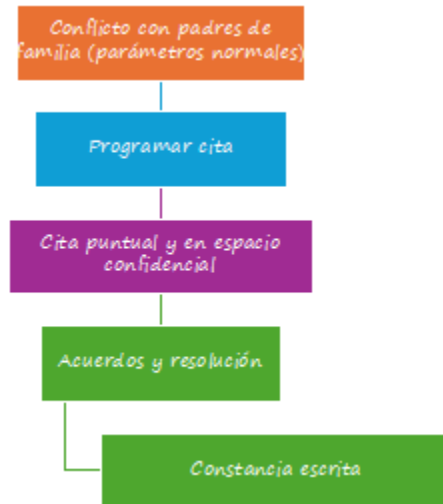 Conflicto con padres de
familia (parámetros normales)
Programar cita
Cita puntual y en espacio
confidencial
Acuerdos y resolución
Constancia escrita